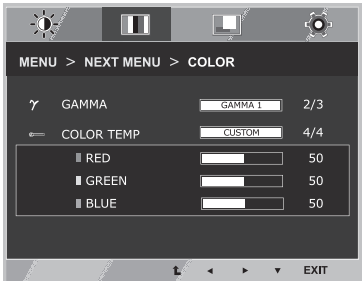 MENU > NEXT MENU > COLOR
γ GAMMA GAMMA 1 2/3
COLOR TEMP CUSTOM 4/4
RED 50
GREEN 50
BLUE 50
EXIT